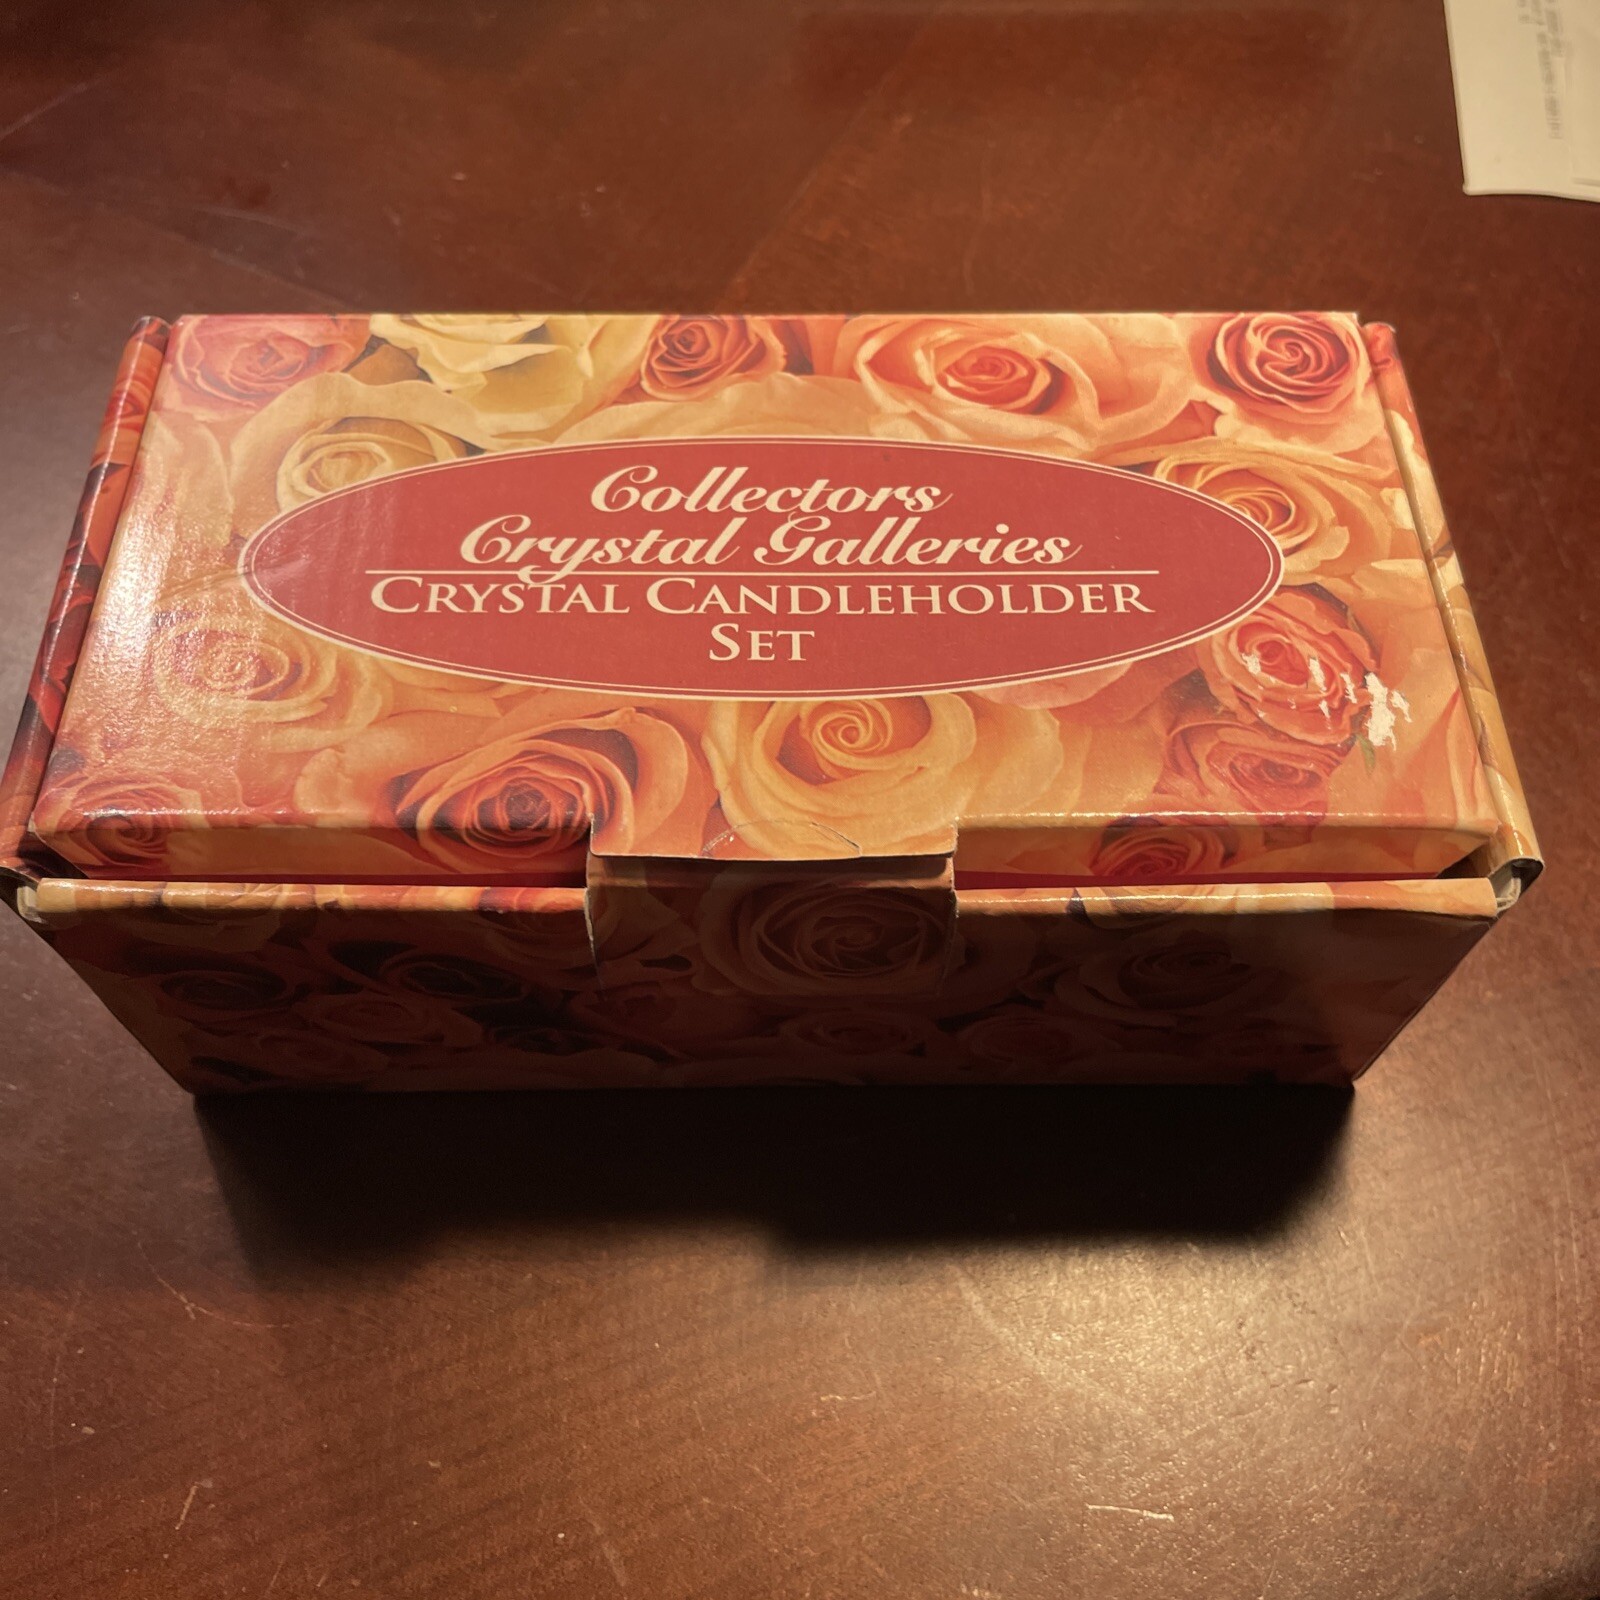 Collectors
Crystal Galleries
CRYSTAL CANDLEHOLDER
SET